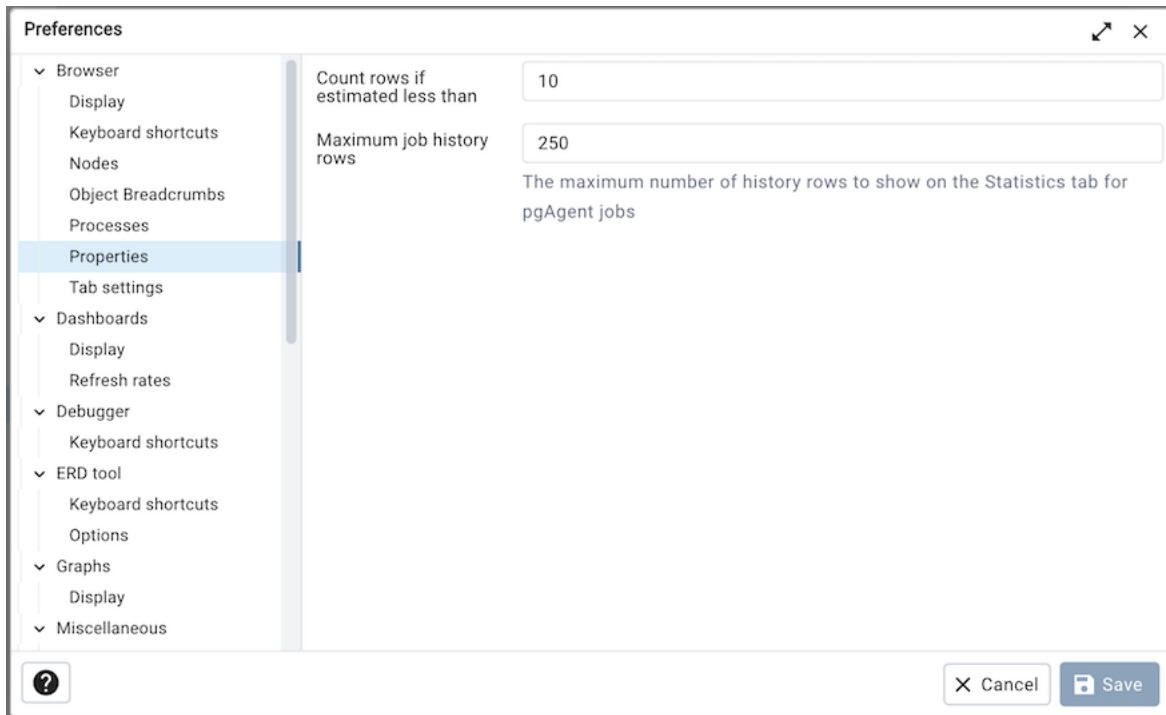 Preferences
Browser
Display
Keyboard shortcuts
Nodes
Object Breadcrumbs
Processes
Properties
Tab settings
Dashboards
Display
Refresh rates
Debugger
Keyboard shortcuts
ERD tool
Keyboard shortcuts
Options
Graphs
Display
Miscellaneous
Count rows if
estimated less than
10
Maximum job history
rows
250
The maximum number of history rows to show on the Statistics tab for
pgAgent jobs
Cancel
Save